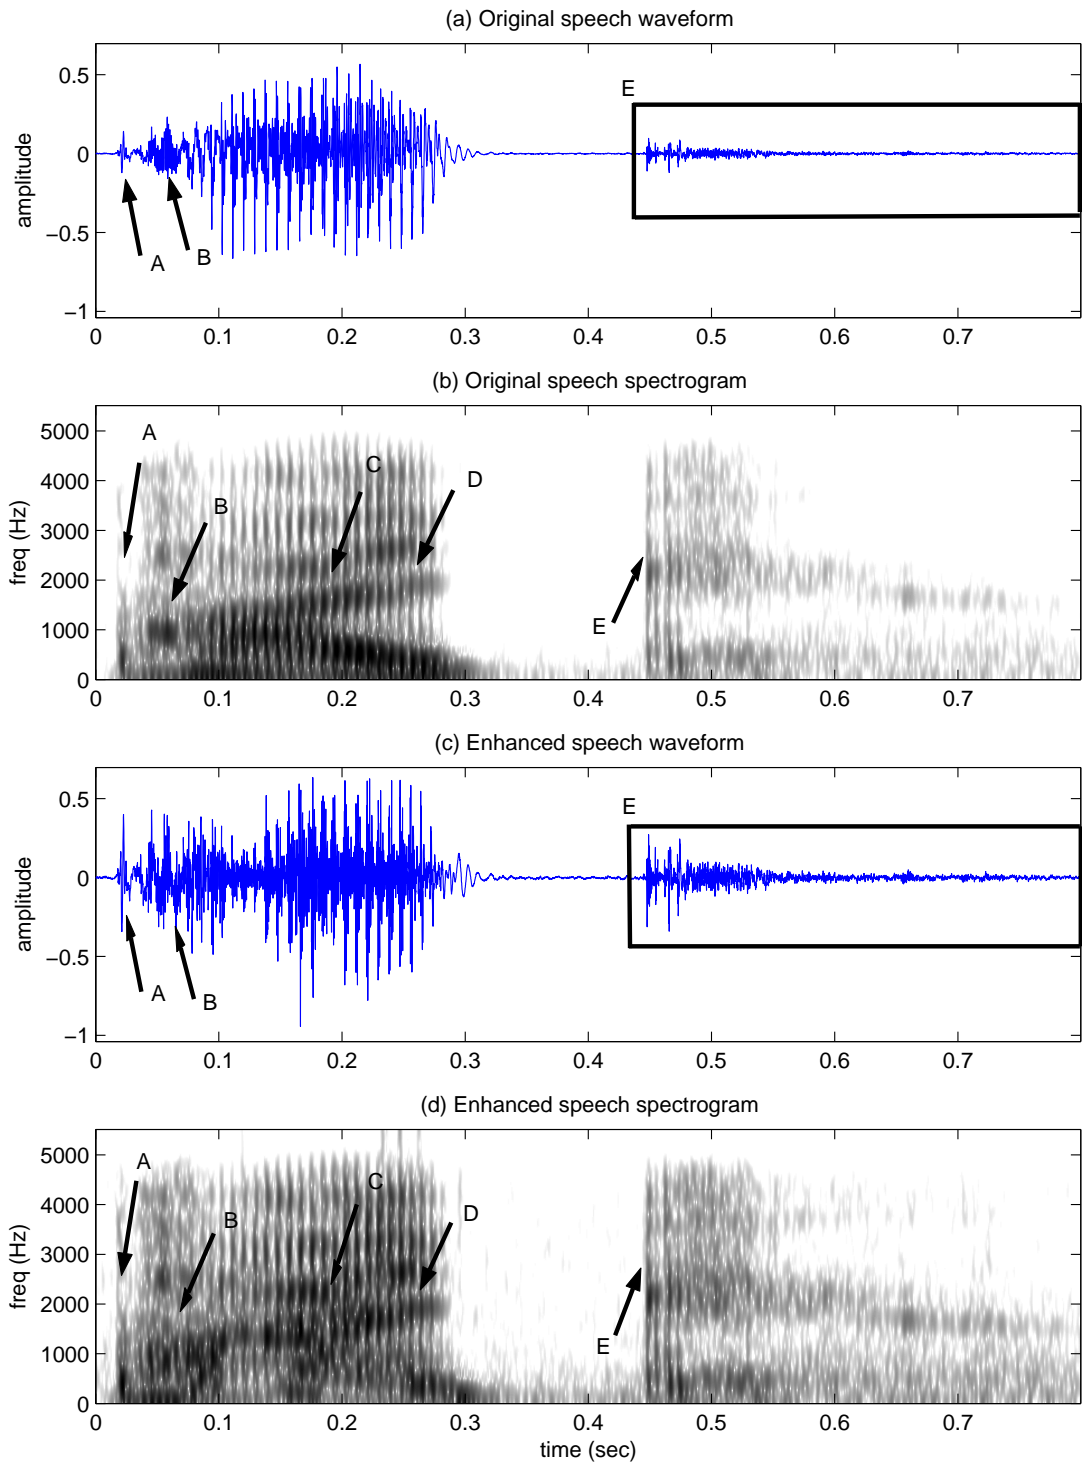 (a) Original speech waveform
E
0.5
0
−0.5
−1
amplitude
A
B
0 0.1 0.2 0.3 0.4 0.5 0.6 0.7
(b) Original speech spectrogram
5000
4000
3000
2000
1000
0
freq (Hz)
A
B
C
D
E
0 0.1 0.2 0.3 0.4 0.5 0.6 0.7
(c) Enhanced speech waveform
E
0.5
0
−0.5
−1
amplitude
A
B
0 0.1 0.2 0.3 0.4 0.5 0.6 0.7
(d) Enhanced speech spectrogram
5000
4000
3000
2000
1000
0
freq (Hz)
A
B
C
D
E
0 0.1 0.2 0.3 0.4 0.5 0.6 0.7
time (sec)